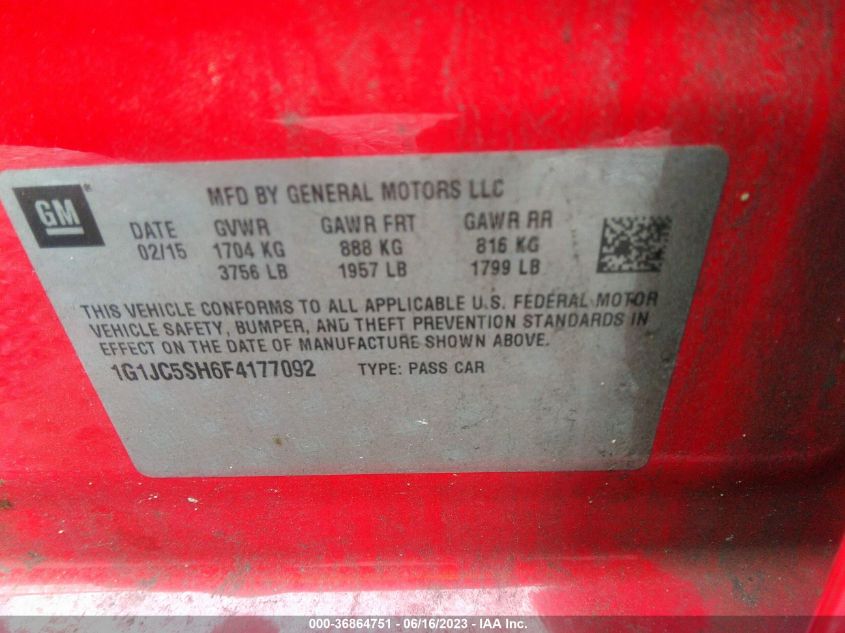 GM®
MFD BY GENERAL MOTORS LLC
DATE GVWR GAWR FRT GAWR RR
02/15 1704 KG 888 KG 816 KG
3756 LB 1957 LB 1799 LB
THIS VEHICLE CONFORMS TO ALL APPLICABLE U.S. FEDERAL MOTOR
VEHICLE SAFETY, BUMPER, AND THEFT PREVENTION STANDARDS IN
EFFECT ON THE DATE OF MANUFACTURE SHOWN ABOVE.
1G1JC5SH6F4177092 TYPE: PASS CAR
000-36864751 - 06/16/2023 - IAA Inc.